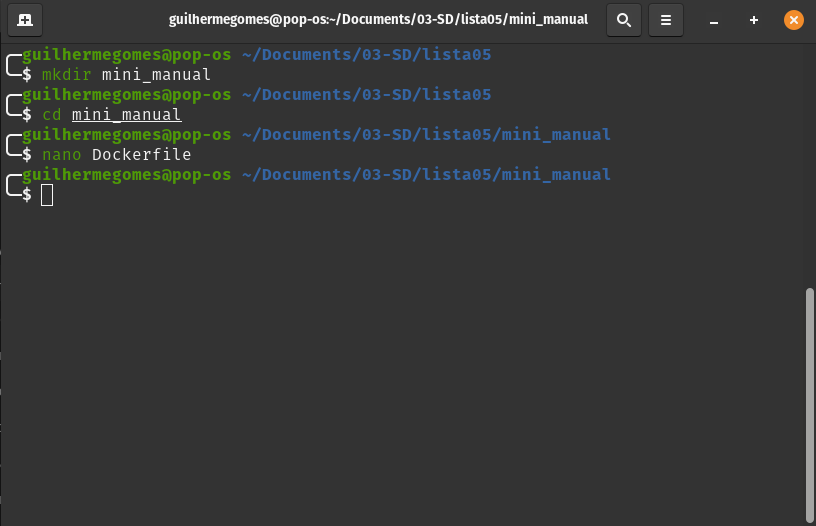 guilhermegomes@pop-os:~/Documents/03-SD/lista05/mini_manual
guilhermegomes@pop-os ~/Documents/03-SD/lista05
$ mkdir mini_manual
guilhermegomes@pop-os ~/Documents/03-SD/lista05
$ cd mini_manual
guilhermegomes@pop-os ~/Documents/03-SD/lista05/mini_manual
$ nano Dockerfile
guilhermegomes@pop-os ~/Documents/03-SD/lista05/mini_manual
$